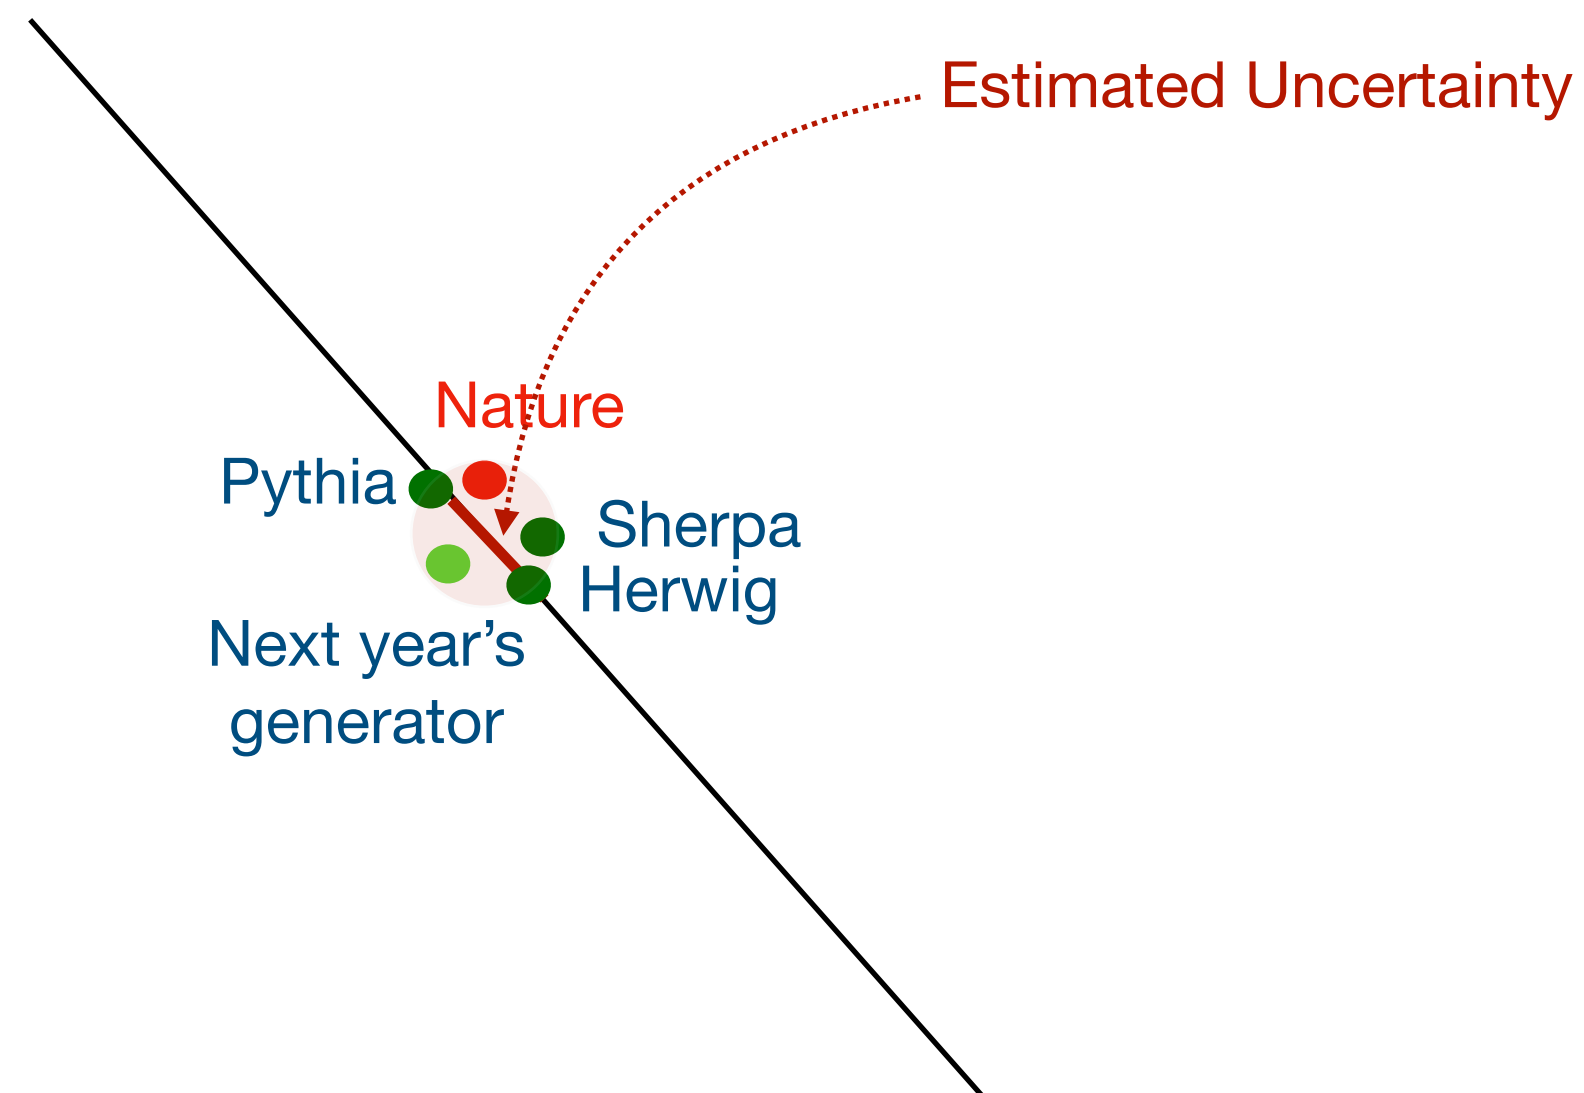 Estimated Uncertainty
Nature
Pythia
Sherpa
Herwig
Next year’s
generator